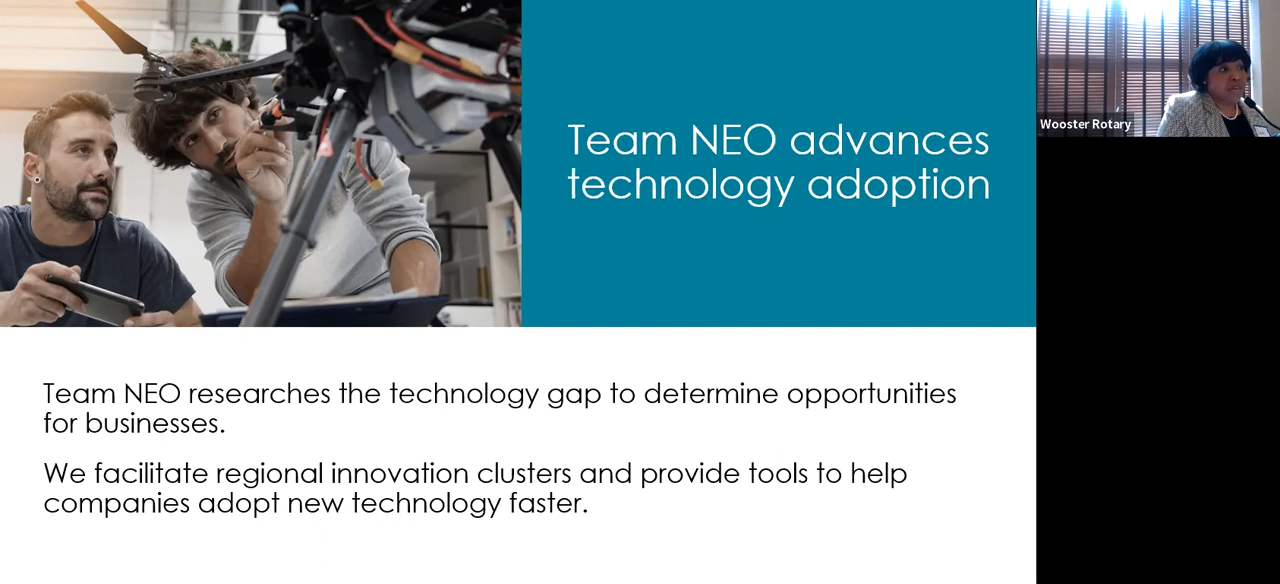 Team NEO advances
technology adoption
Wooster Rotary
Team NEO researches the technology gap to determine opportunities
for businesses.
We facilitate regional innovation clusters and provide tools to help
companies adopt new technology faster.